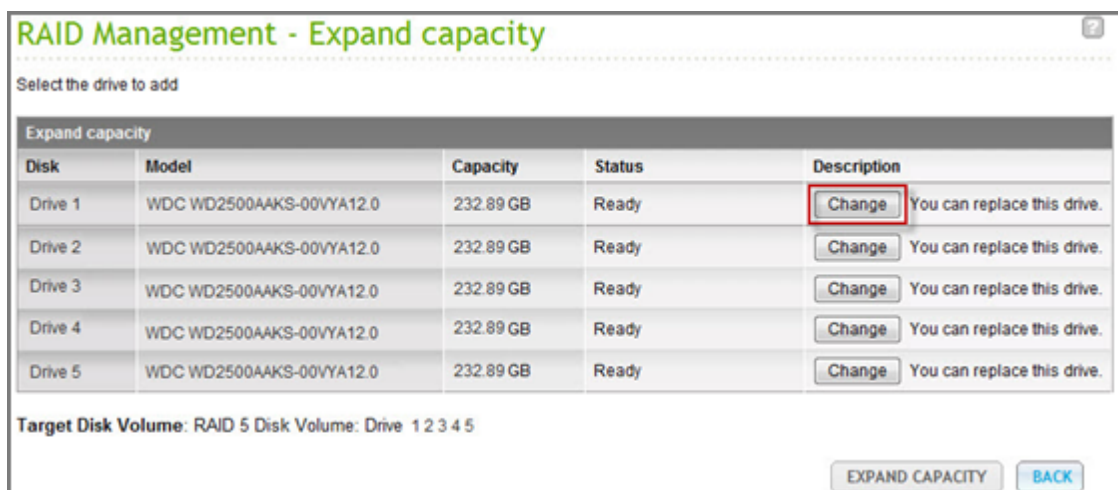 RAID Management - Expand capacity
?
Select the drive to add
Expand capacity
Disk Model Capacity Status Description
Drive 1 WDC WD2500AAKS-00VYA12.0 232.89 GB Ready Change You can replace this drive.
Drive 2 WDC WD2500AAKS-00VYA12.0 232.89 GB Ready Change You can replace this drive.
Drive 3 WDC WD2500AAKS-00VYA12.0 232.89 GB Ready Change You can replace this drive.
Drive 4 WDC WD2500AAKS-00VYA12.0 232.89 GB Ready Change You can replace this drive.
Drive 5 WDC WD2500AAKS-00VYA12.0 232.89 GB Ready Change You can replace this drive.
Target Disk Volume: RAID 5 Disk Volume: Drive 1 2 3 4 5
EXPAND CAPACITY BACK